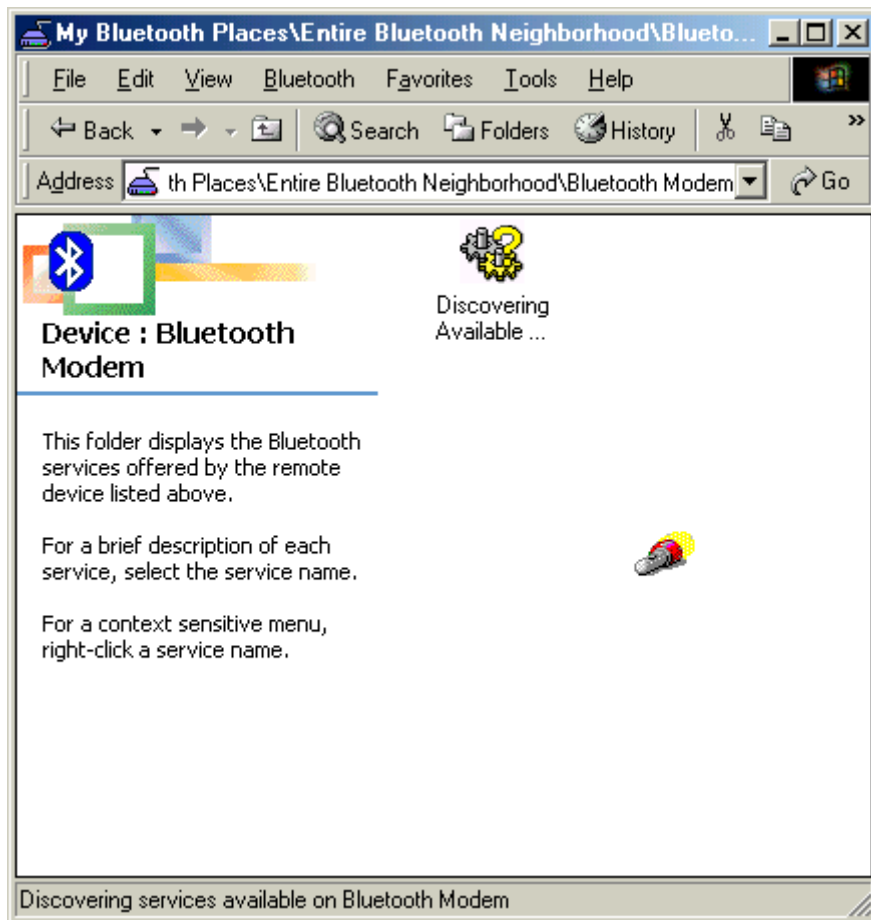 My Bluetooth Places\Entire Bluetooth Neighborhood\Blueto...
File Edit View Bluetooth Favorites Tools Help
Back Search Folders History »
Address th Places\Entire Bluetooth Neighborhood\Bluetooth Modem Go
Discovering
Available ...
Device : Bluetooth
Modem
This folder displays the Bluetooth
services offered by the remote
device listed above.
For a brief description of each
service, select the service name.
For a context sensitive menu,
right-click a service name.
Discovering services available on Bluetooth Modem